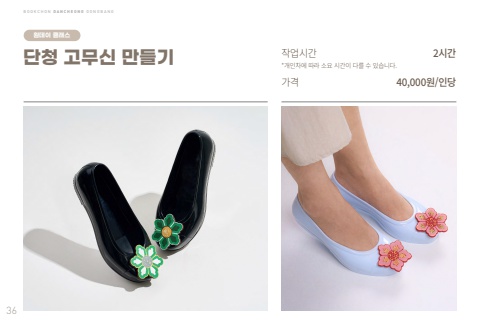 원데이 클래스
단청 고무신 만들기
작업시간 2시간
*개인차에 따라 소요 시간이 다를 수 있습니다.
가격 40,000원/인당
36